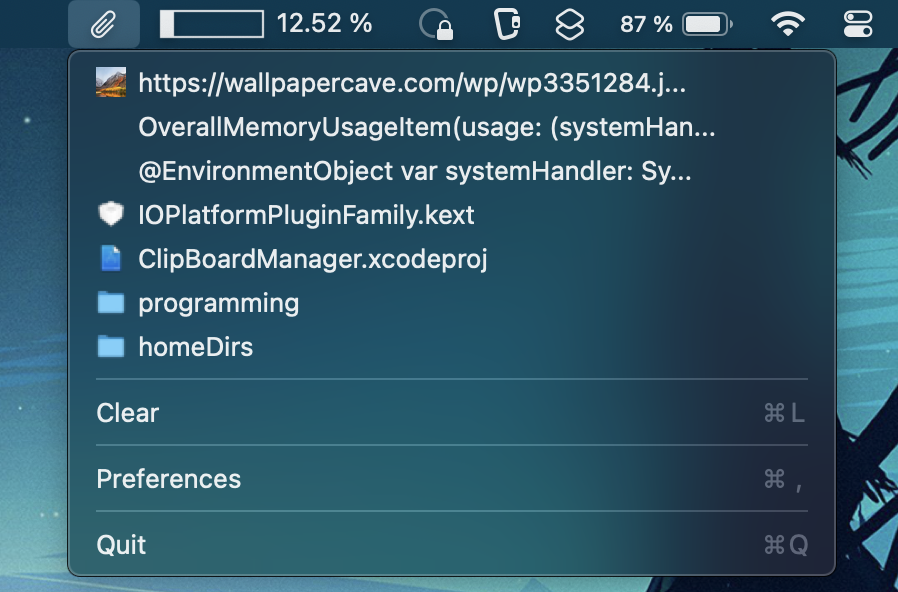 12.52 %
87 %
https://wallpapercave.com/wp/wp3351284.j...
OverallMemoryUsageItem(usage: (systemHan...
@EnvironmentObject var systemHandler: Sy...
IOPlatformPluginFamily.kext
ClipBoardManager.xcodeproj
programming
homeDirs
Clear ⌘ L
Preferences ⌘ ,
Quit ⌘ Q